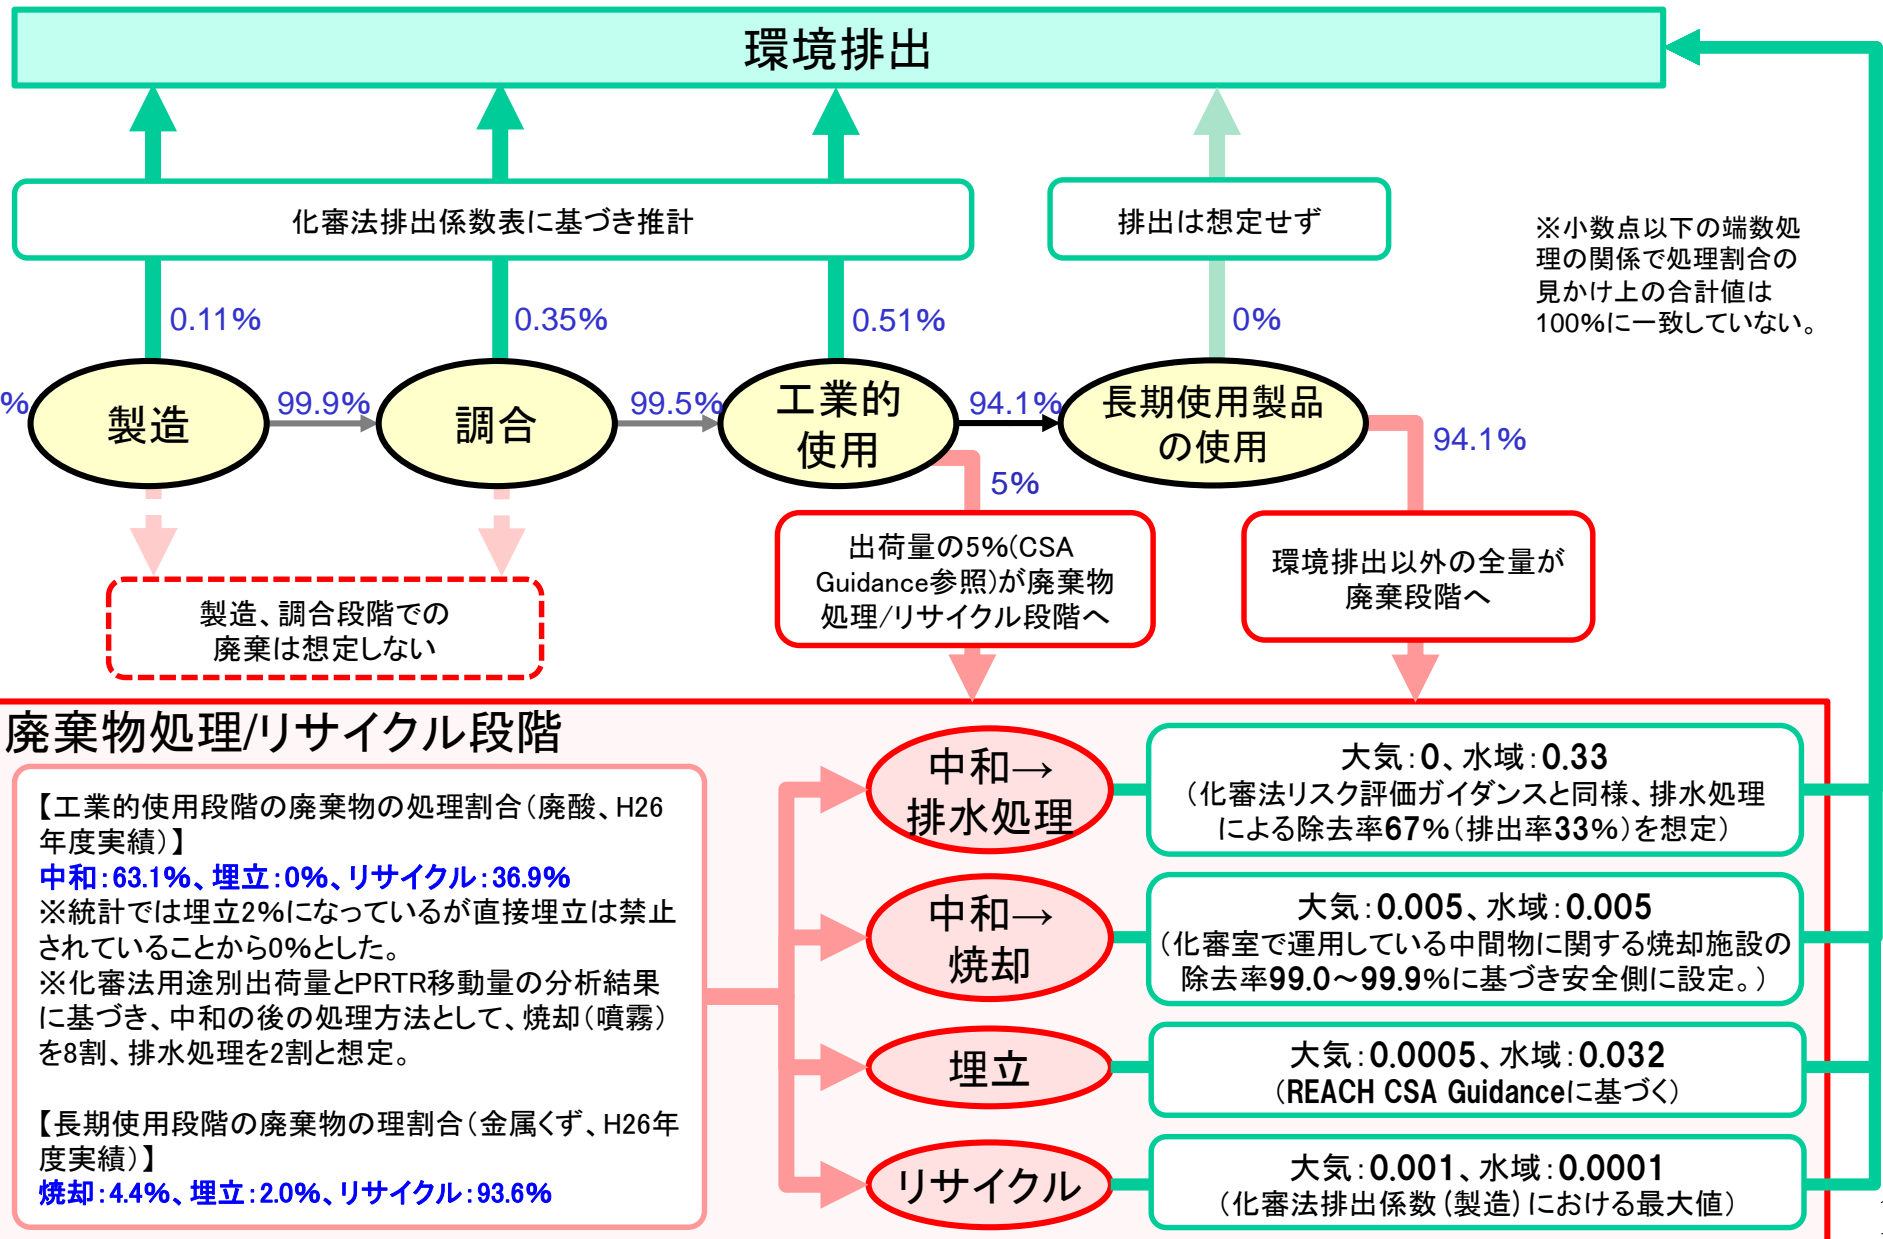 環境排出
化審法排出係数表に基づき推計
排出は想定せず
※小数点以下の端数処
理の関係で処理割合の
見かけ上の合計値は
100%に一致していない。
0.11%
0.35%
0.51%
0%
%
製造
99.9%
調合
99.5%
工業的
使用
94.1%
長期使用製品
の使用
94.1%
5%
製造、調合段階での
廃棄は想定しない
出荷量の5%(CSA
Guidance参照)が廃棄物
処理/リサイクル段階へ
環境排出以外の全量が
廃棄段階へ
廃棄物処理/リサイクル段階
【工業的使用段階の廃棄物の処理割合(廃酸、H26
年度実績)】
中和:63.1%、埋立:0%、リサイクル:36.9%
※統計では埋立2%になっているが直接埋立は禁止
されていることから0%とした。
※化審法用途別出荷量とPRTR移動量の分析結果
に基づき、中和の後の処理方法として、焼却(噴霧)
を8割、排水処理を2割と想定。
【長期使用段階の廃棄物の理割合(金属くず、H26年
度実績)】
焼却:4.4%、埋立:2.0%、リサイクル:93.6%
中和→
排水処理
大気:0、水域:0.33
(化審法リスク評価ガイダンスと同様、排水処理
による除去率67%(排出率33%)を想定)
中和→
焼却
大気:0.005、水域:0.005
(化審室で運用している中間物に関する焼却施設の
除去率99.0~99.9%に基づき安全側に設定。)
埋立
大気:0.0005、水域:0.032
(REACH CSA Guidanceに基づく)
リサイクル
大気:0.001、水域:0.0001
(化審法排出係数(製造)における最大値)